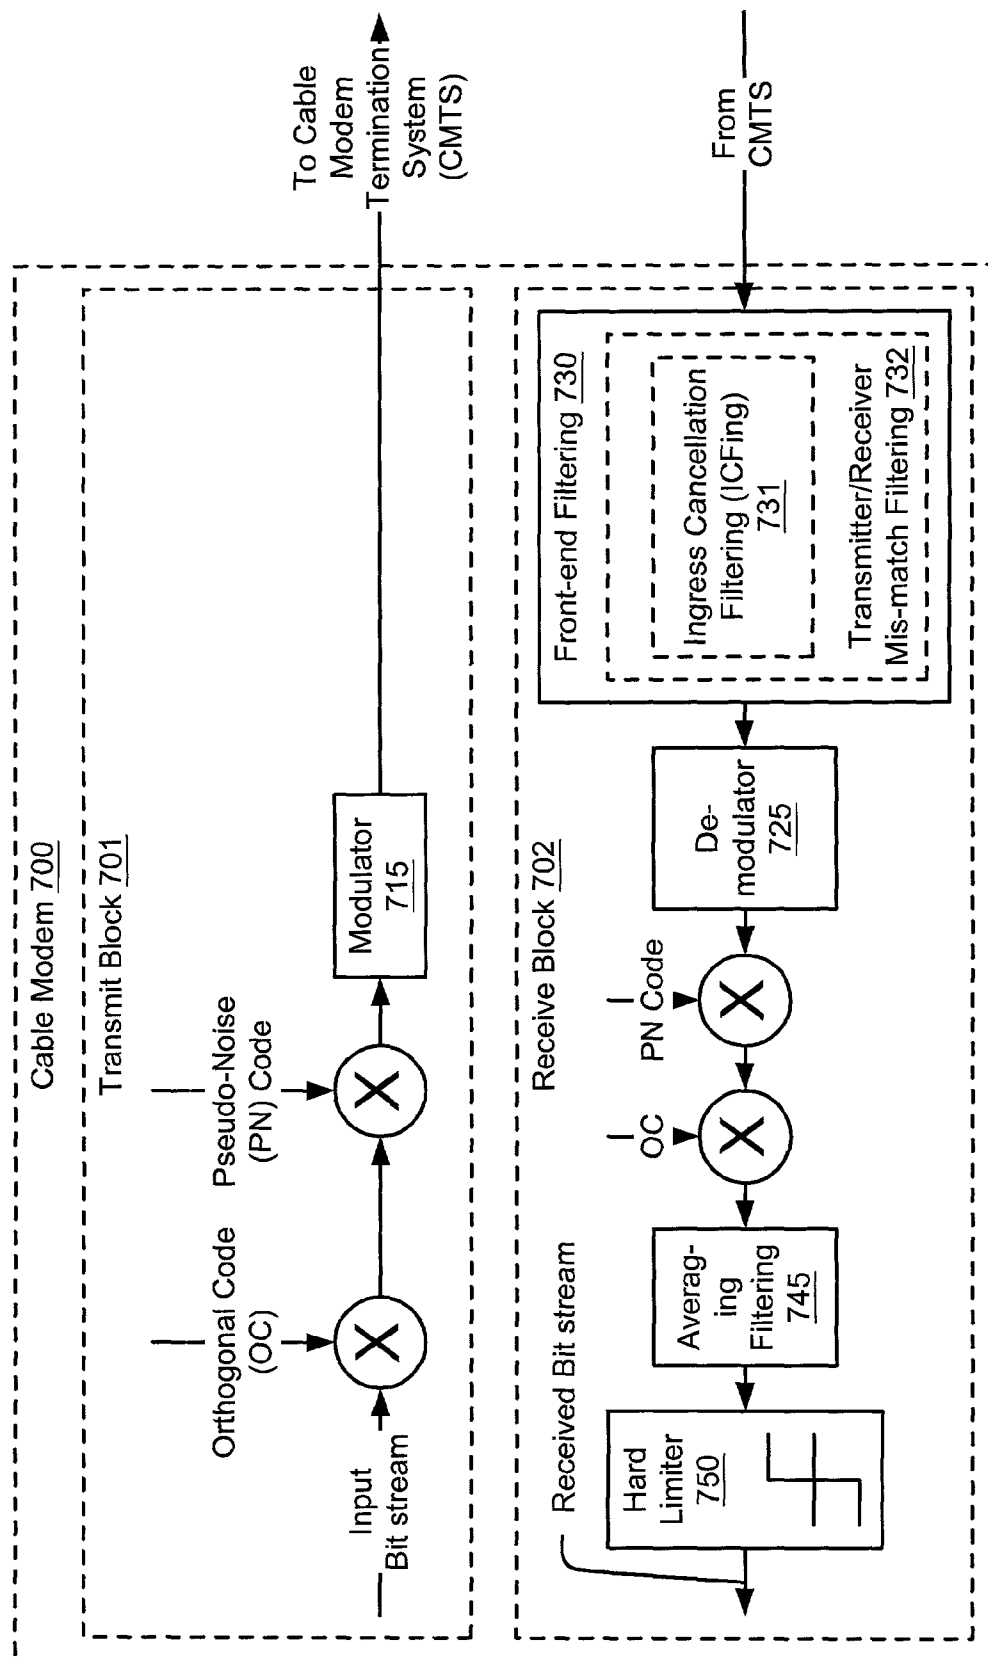 Cable Modem 700
Transmit Block 701
Input
Bit stream
Orthogonal Code
(OC)
X
Pseudo-Noise
(PN) Code
X
Modulator
715
To Cable
Modem
Termination
System
(CMTS)
Receive Block 702
From
CMTS
Front-end Filtering 730
Ingress Cancellation
Filtering (ICFing)
731
Transmitter/Receiver
Mis-match Filtering 732
De-
modulator
725
PN Code
X
OC
X
Averag-
ing
Filtering
745
Hard
Limiter
750
Received Bit stream